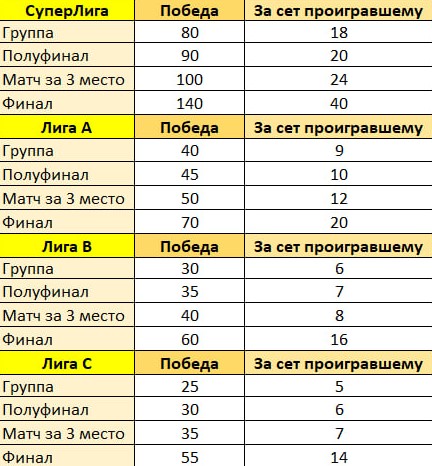 СуперЛига Победа За сет проигравшему
Группа 80 18
Полуфинал 90 20
Матч за 3 место 100 24
Финал 140 40
Лига А Победа За сет проигравшему
Группа 40 9
Полуфинал 45 10
Матч за 3 место 50 12
Финал 70 20
Лига В Победа За сет проигравшему
Группа 30 6
Полуфинал 35 7
Матч за 3 место 40 8
Финал 60 16
Лига С Победа За сет проигравшему
Группа 25 5
Полуфинал 30 6
Матч за 3 место 35 7
Финал 55 14